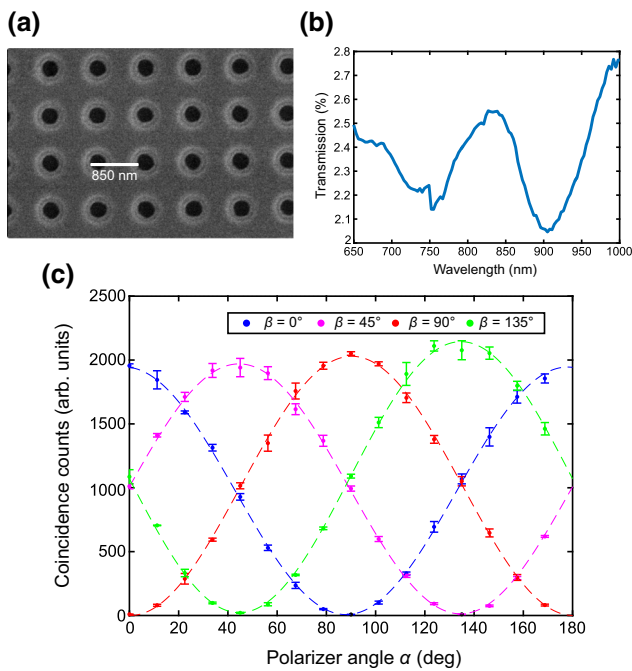 (a)
(b)
850 nm
2.8
2.7
2.6
2.5
2.4
2.3
2.2
2.1
2
Transmission (%)
650 700 750 800 850 900 950 1000
Wavelength (nm)
(c)
β = 0° β = 45° β = 90° β = 135°
2500
2000
1500
1000
500
0
Coincidence counts (arb. units)
0 20 40 60 80 100 120 140 160 180
Polarizer angle α (deg)